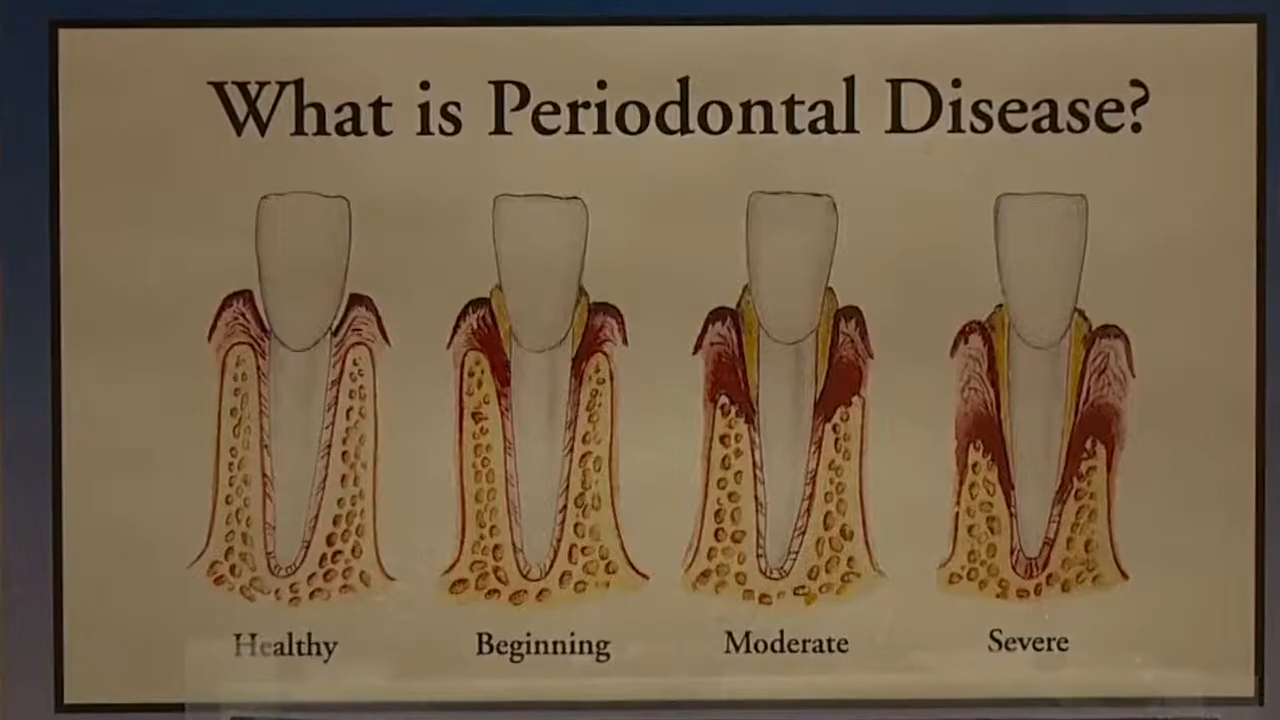 What is Periodontal Disease?
Healthy
Beginning
Moderate
Severe